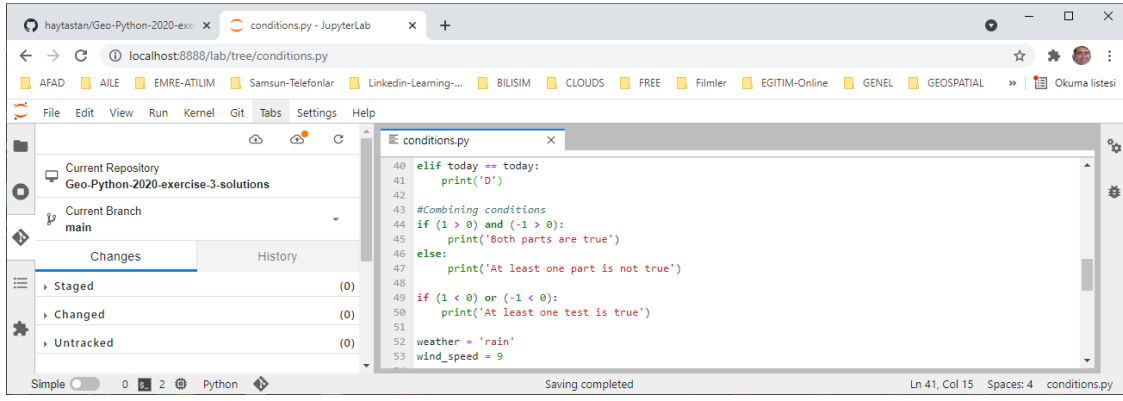 haytastan/Geo-Python-2020-exe
conditions.py - JupyterLab
localhost:8888/lab/tree/conditions.py
AFAD AILE EMRE-ATILIM Samsun-Telefonlar Linkedin-Learning-... BILISIM CLOUDS FREE Filmler EGITIM-Online GENEL GEOSPATIAL » Okuma listesi
File Edit View Run Kernel Git Tabs Settings Help
Current Repository
Geo-Python-2020-exercise-3-solutions
Current Branch
main
Changes History
Staged (0)
Changed (0)
Untracked (0)
conditions.py
40 elif today == today:
41     print('D')
42
43 #Combining conditions
44 if (1 > 0) and (-1 > 0):
45      print('Both parts are true')
46 else:
47      print('At least one part is not true')
48
49 if (1 < 0) or (-1 < 0):
50     print('At least one test is true')
51
52 weather = 'rain'
53 wind_speed = 9
Simple 0 $_ 2 Python Saving completed Ln 41, Col 15 Spaces: 4 conditions.py